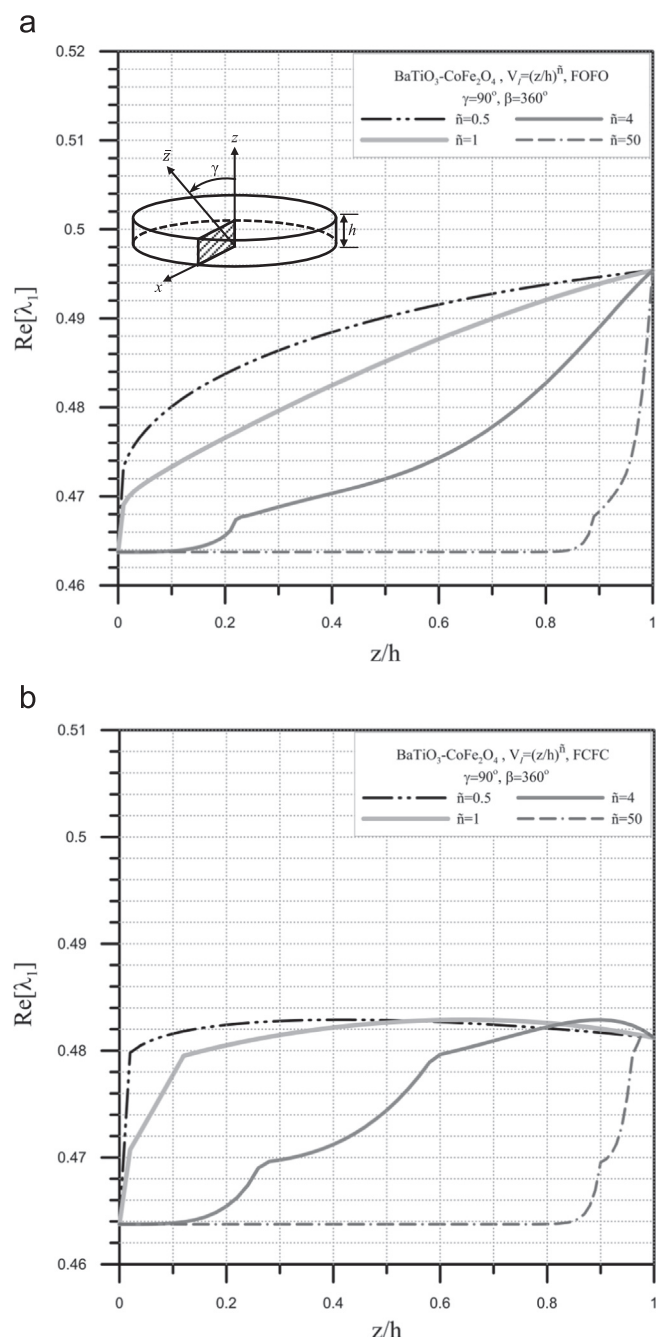 a
BaTiO₃-CoFe₂O₄ , V_I=(z/h)^ñ, FOFO
γ=90°, β=360°
ñ=0.5 ñ=4
ñ=1 ñ=50
z̄ γ z
h
x
0.52
0.51
0.5
0.49
0.48
0.47
0.46
Re[λ₁]
0 0.2 0.4 0.6 0.8 1
z/h
b
BaTiO₃-CoFe₂O₄ , V_I=(z/h)^ñ, FCFC
γ=90°, β=360°
ñ=0.5 ñ=4
ñ=1 ñ=50
0.51
0.5
0.49
0.48
0.47
0.46
Re[λ₁]
0 0.2 0.4 0.6 0.8 1
z/h